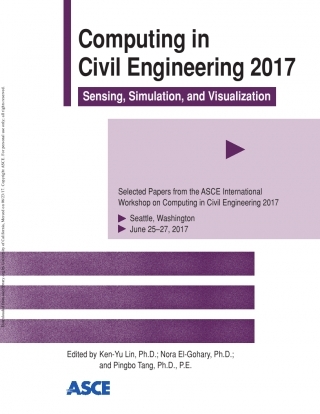 Computing in
Civil Engineering 2017
Sensing, Simulation, and Visualization
Selected Papers from the ASCE International
Workshop on Computing in Civil Engineering 2017
Seattle, Washington
June 25–27, 2017
Edited by Ken-Yu Lin, Ph.D.; Nora El-Gohary, Ph.D.;
and Pingbo Tang, Ph.D., P.E.
ASCE